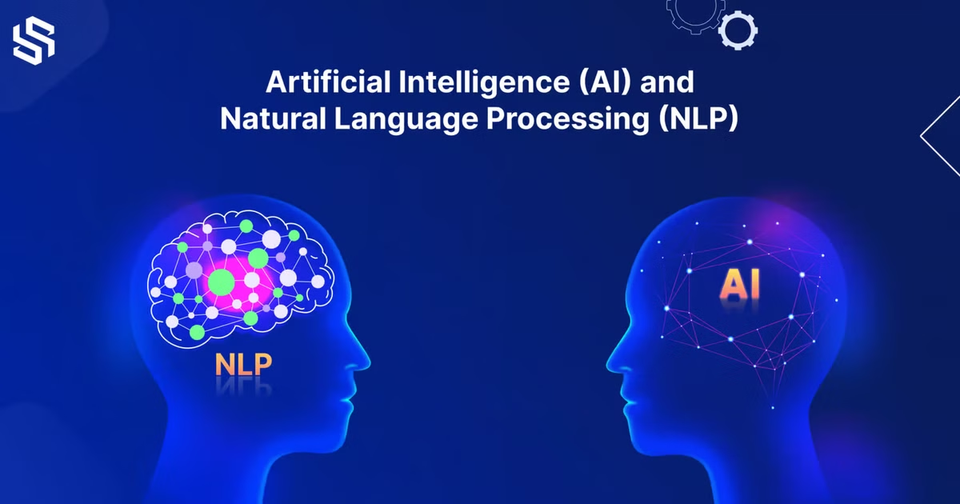 Artificial Intelligence (AI) and
Natural Language Processing (NLP)
AI
NLP